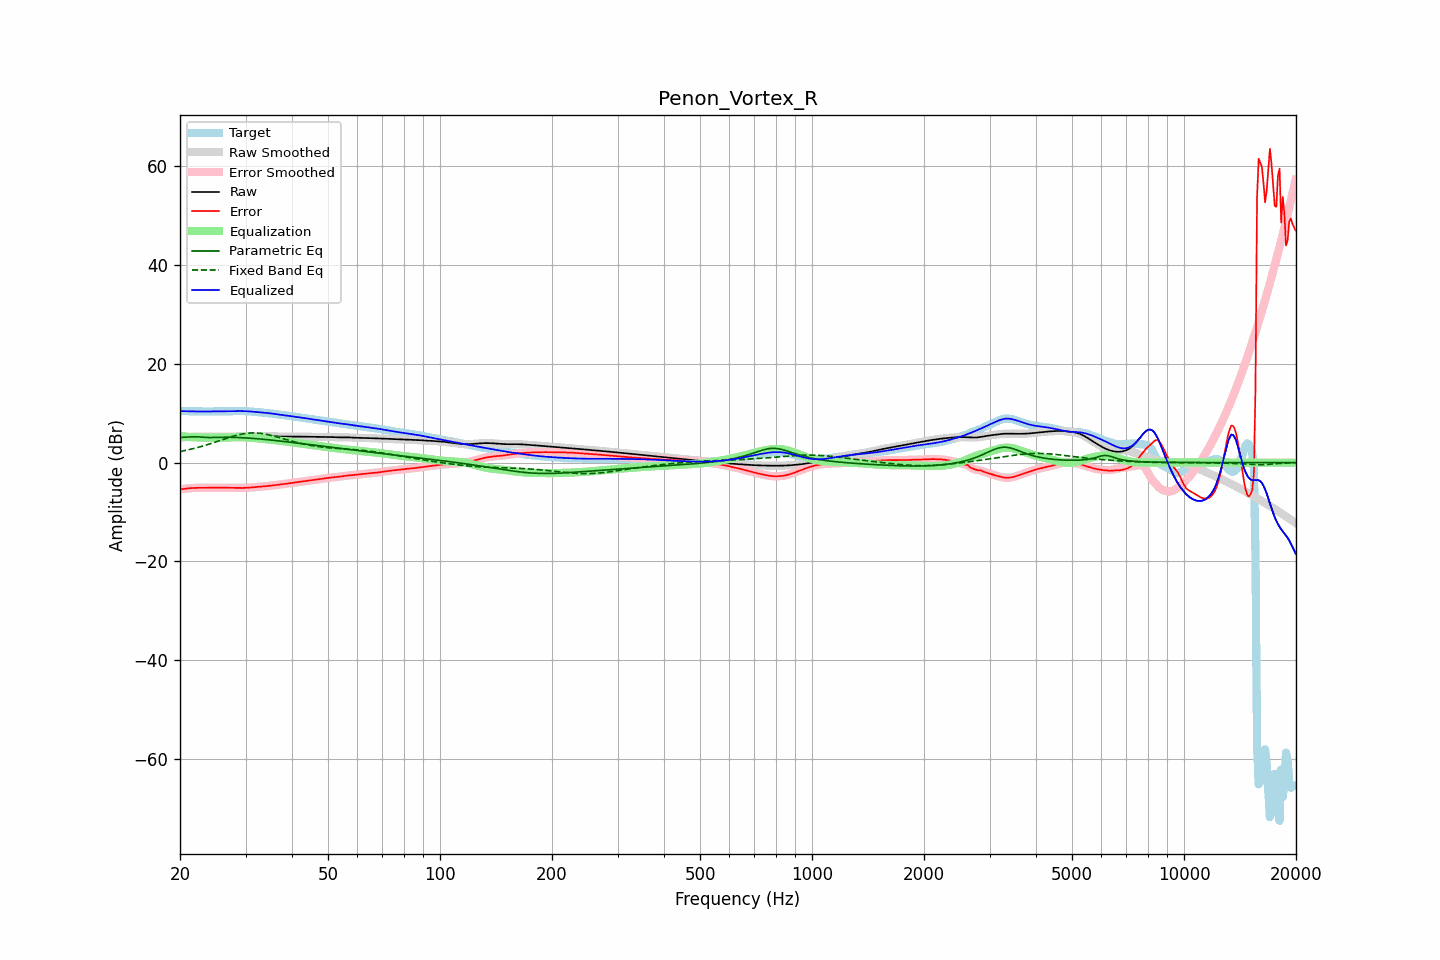 Penon_Vortex_R
Target
Raw Smoothed
Error Smoothed
Raw
Error
Equalization
Parametric Eq
Fixed Band Eq
Equalized
60
40
20
0
−20
−40
−60
Amplitude (dBr)
20 50 100 200 500 1000 2000 5000 10000 20000
Frequency (Hz)